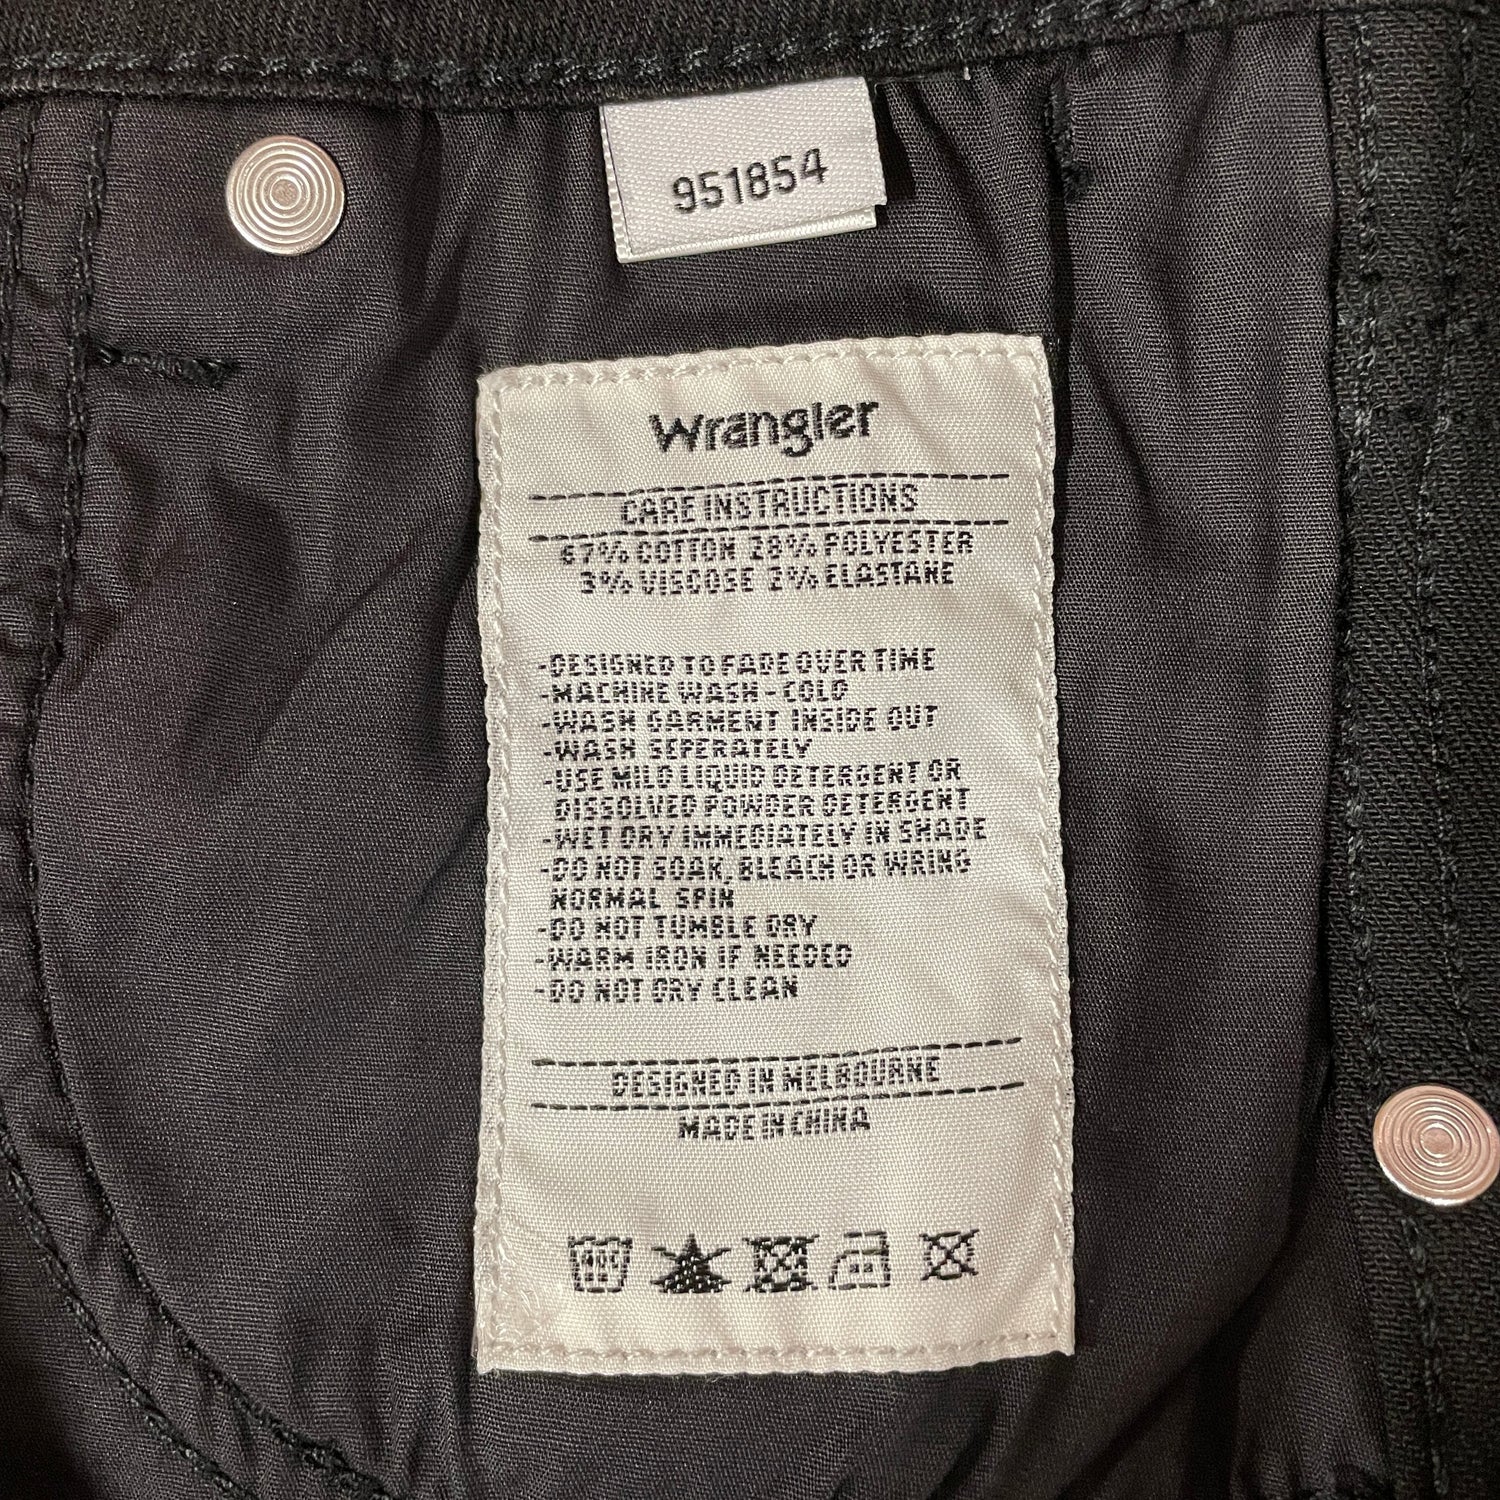 951854
Wrangler
CARE INSTRUCTIONS
67% COTTON 28% POLYESTER
3% VISCOSE 2% ELASTANE
-DESIGNED TO FADE OVER TIME
-MACHINE WASH - COLD
-WASH GARMENT INSIDE OUT
-WASH SEPERATELY
-USE MILD LIQUID DETERGENT OR
DISSOLVED POWDER DETERGENT
-WET DRY IMMEDIATELY IN SHADE
-DO NOT SOAK, BLEACH OR WRING
NORMAL SPIN
-DO NOT TUMBLE DRY
-WARM IRON IF NEEDED
-DO NOT DRY CLEAN
DESIGNED IN MELBOURNE
MADE IN CHINA